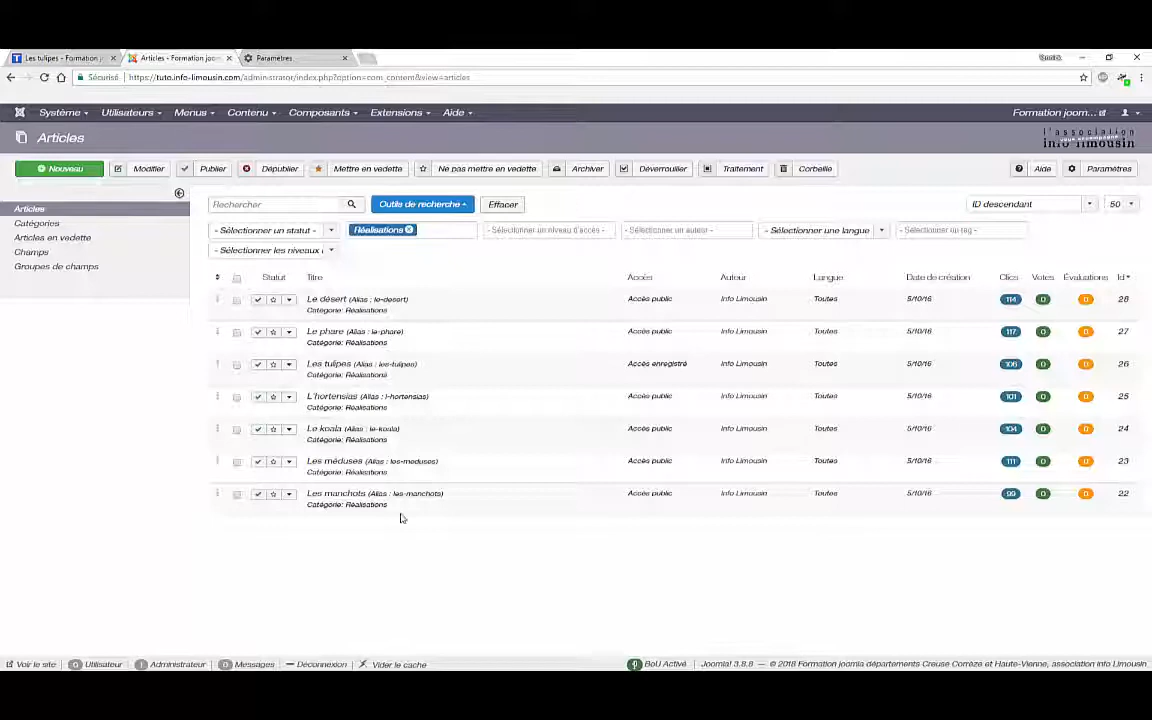 Les tulipes - Formation j
Articles - Formation joo
Paramètres
Sécurisé
https://tuto.info-limousin.com/administrator/index.php?option=com_content&view=articles
Système
Utilisateurs
Menus
Contenu
Composants
Extensions
Aide
Formation joom...
Articles
l'association
info limousin
Nouveau
Modifier
Publier
Dépublier
Mettre en vedette
Ne pas mettre en vedette
Archiver
Déverrouiller
Traitement
Corbeille
Aide
Paramètres
Articles
Catégories
Articles en vedette
Champs
Groupes de champs
Rechercher
Outils de recherche
Effacer
ID descendant
50
- Sélectionner un statut -
Réalisations
- Sélectionner un niveau d'accès -
- Sélectionner un auteur -
- Sélectionner une langue
- Sélectionner un tag -
- Sélectionner les niveaux
Statut Titre Accès Auteur Langue Date de création Clics Votes Évaluations Id
Le désert (Alias : le-desert) Accès public Info Limousin Toutes 5/10/16 114 0 0 28
Catégorie: Réalisations
Le phare (Alias : le-phare) Accès public Info Limousin Toutes 5/10/16 117 0 0 27
Catégorie: Réalisations
Les tulipes (Alias : les-tulipes) Accès enregistré Info Limousin Toutes 5/10/16 106 0 0 26
Catégorie: Réalisations
L'hortensias (Alias : l-hortensias) Accès public Info Limousin Toutes 5/10/16 101 0 0 25
Catégorie: Réalisations
Le koala (Alias : le-koala) Accès public Info Limousin Toutes 5/10/16 104 0 0 24
Catégorie: Réalisations
Les méduses (Alias : les-meduses) Accès public Info Limousin Toutes 5/10/16 111 0 0 23
Catégorie: Réalisations
Les manchots (Alias : les-manchots) Accès public Info Limousin Toutes 5/10/16 99 0 0 22
Catégorie: Réalisations
Voir le site
0 Utilisateur
1 Administrateur
0 Messages
Déconnexion
Vider le cache
BoU Activé
Joomla! 3.8.8 — © 2018 Formation joomla départements Creuse Corrèze et Haute-Vienne, association Info Limousin